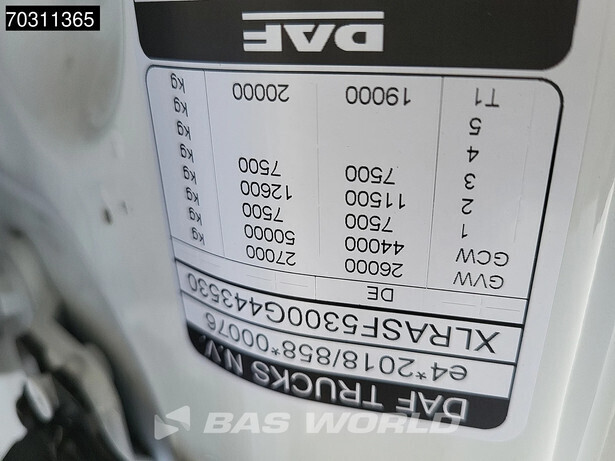 70311365
DAF TRUCKS N.V.
e4*2018/858*00076
XLRASF5300G443530
DE
GVW 26000 27000 kg
GCW 44000 50000 kg
1 7500 7500 kg
2 11500 12600 kg
3 7500 7500 kg
4 kg
5 kg
T1 19000 20000 kg
DAF
BAS WORLD